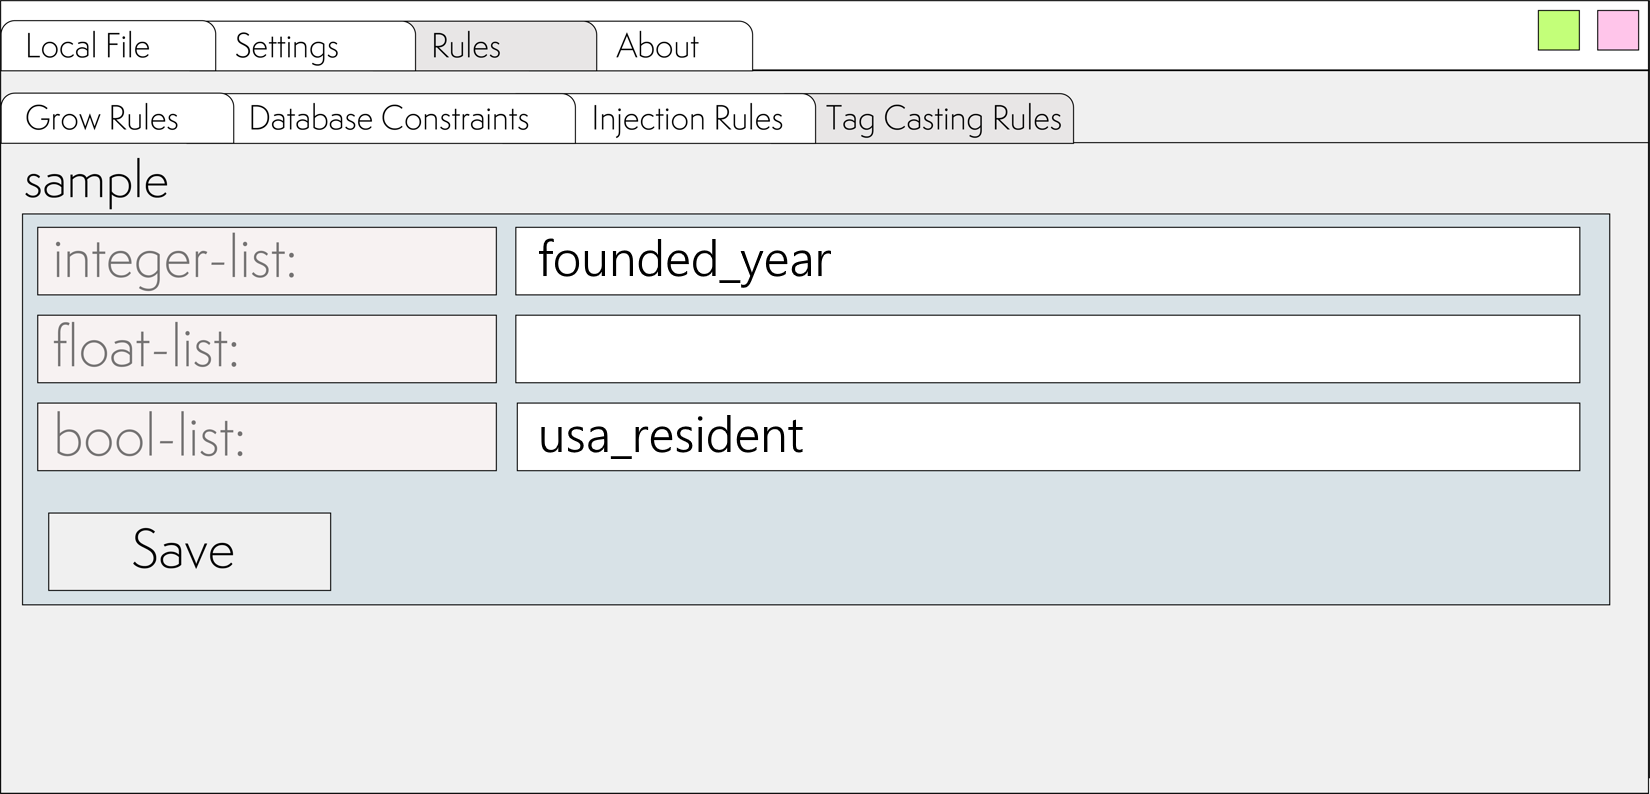 Local File Settings Rules About
Grow Rules Database Constraints Injection Rules Tag Casting Rules
sample
integer-list: founded_year
float-list:
bool-list: usa_resident
Save